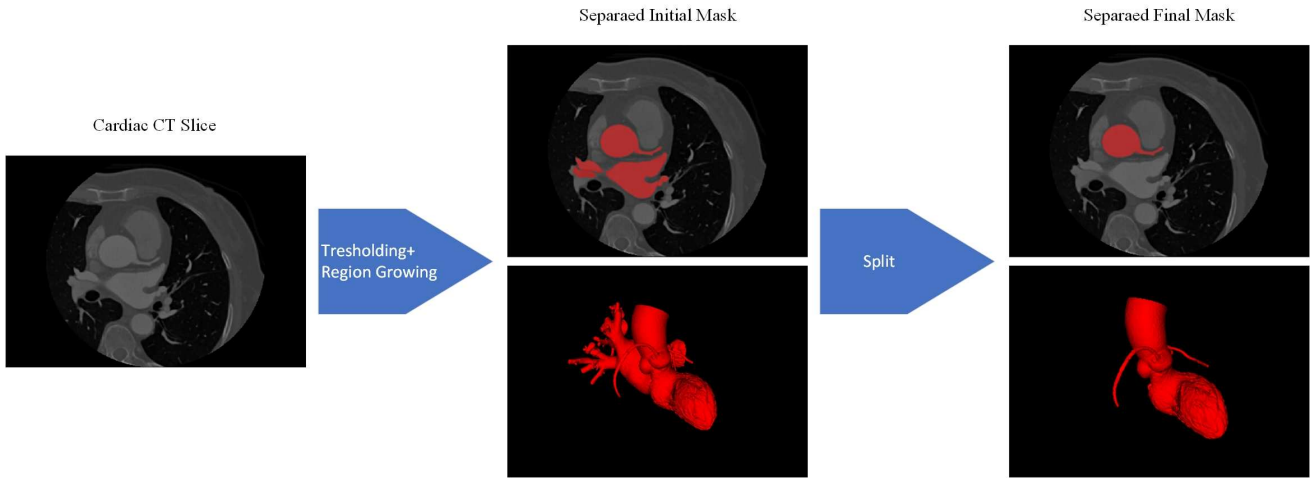 Separaed Initial Mask
Separaed Final Mask
Cardiac CT Slice
Tresholding+
Region Growing
Split